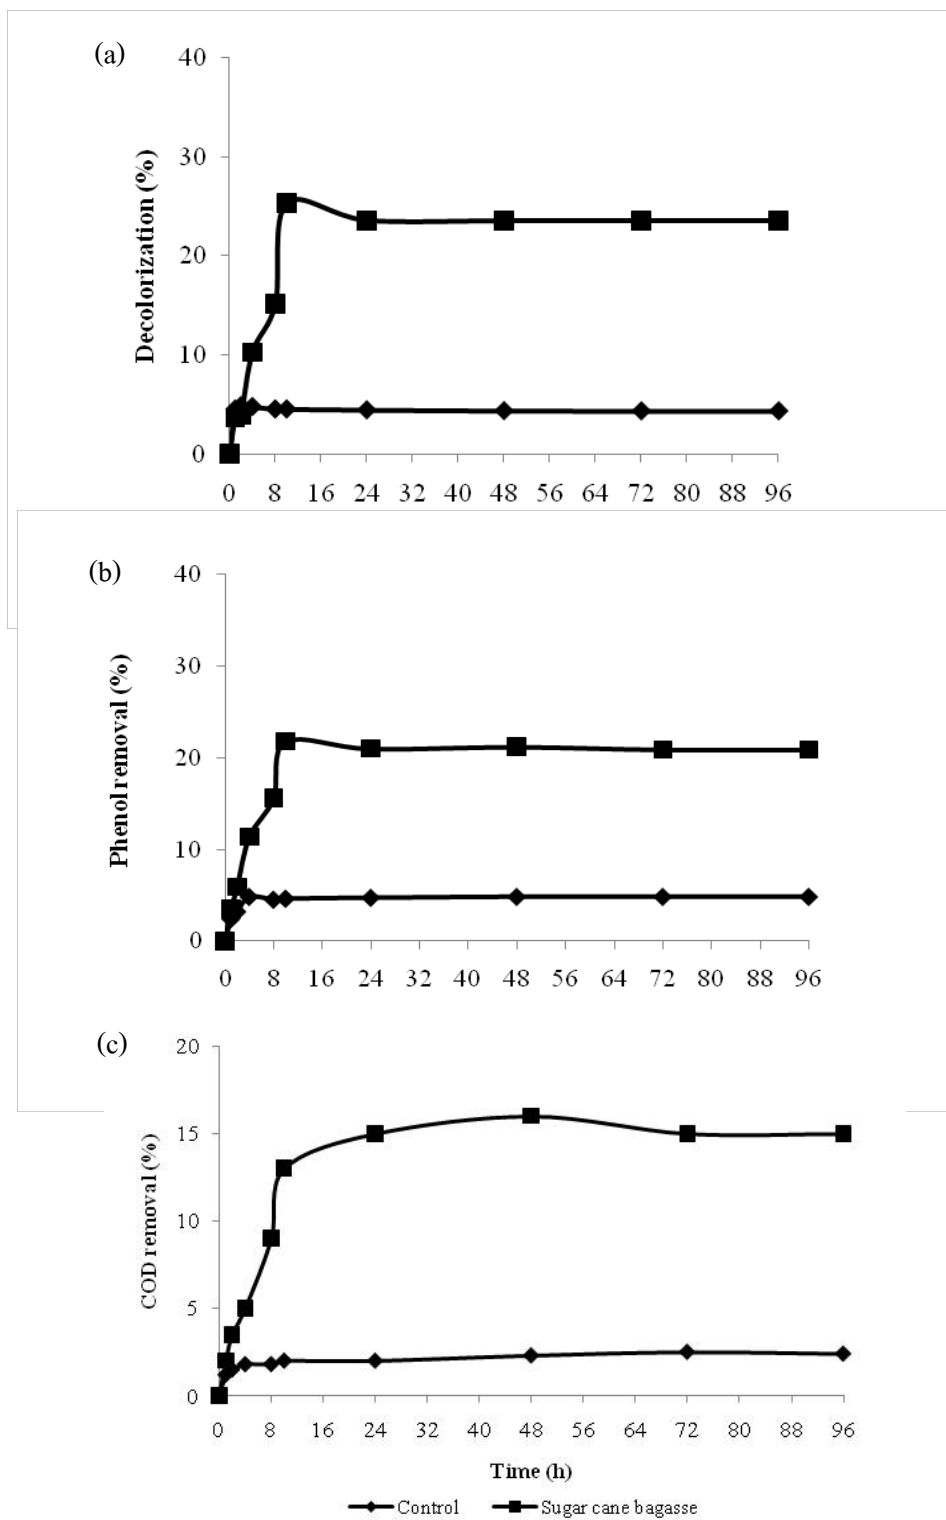 (a)
Decolorization (%)
40
30
20
10
0
0 8 16 24 32 40 48 56 64 72 80 88 96
(b)
Phenol removal (%)
40
30
20
10
0
0 8 16 24 32 40 48 56 64 72 80 88 96
(c)
COD removal (%)
20
15
10
5
0
0 8 16 24 32 40 48 56 64 72 80 88 96
Time (h)
Control Sugar cane bagasse